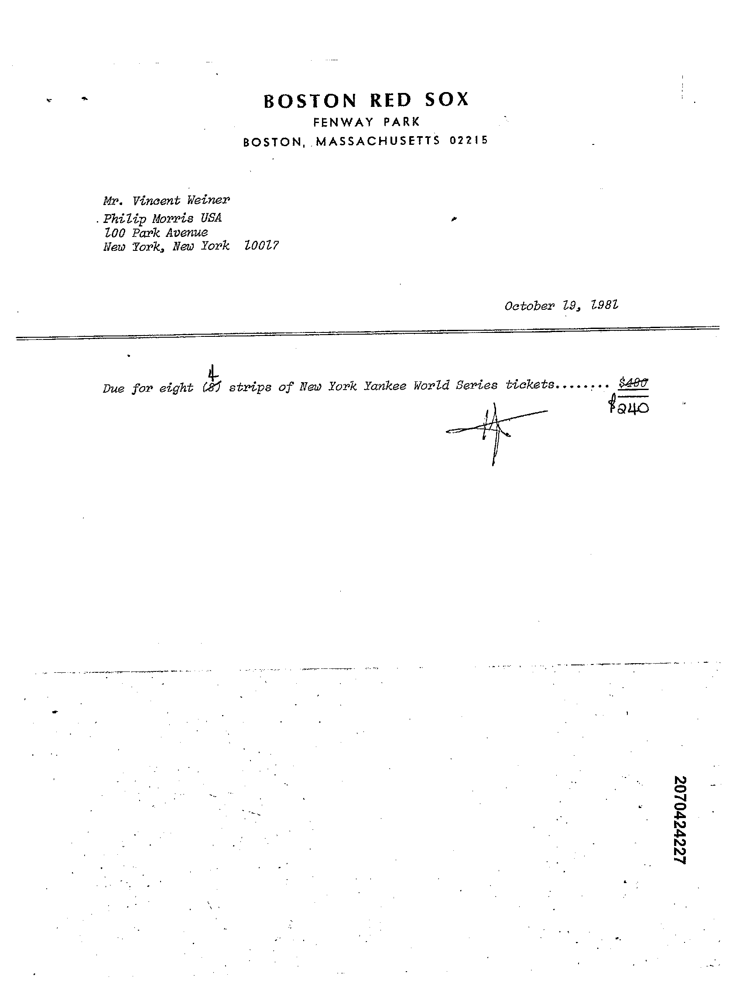 BOSTON RED SOX
FENWAY PARK
BOSTON, MASSACHUSETTS 02215
Mr. Vincent Weiner
Philip Morris USA
100 Park Avenue
New York, New York 10017
October 19, 1981
4
Due for eight (8) strips of New York Yankee World Series tickets........ $480
$240
2070424227